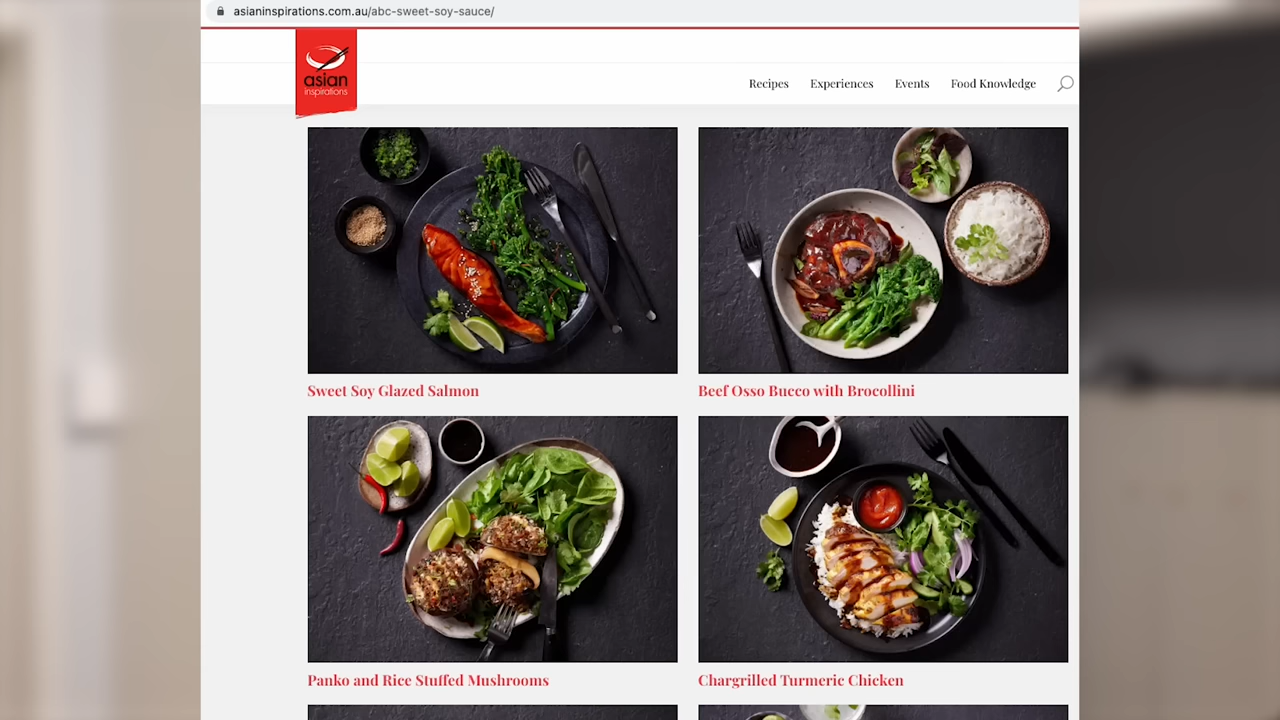 asianinspirations.com.au/abc-sweet-soy-sauce/
asian
inspirations
Recipes Experiences Events Food Knowledge
Sweet Soy Glazed Salmon
Beef Osso Bucco with Brocollini
Panko and Rice Stuffed Mushrooms
Chargrilled Turmeric Chicken